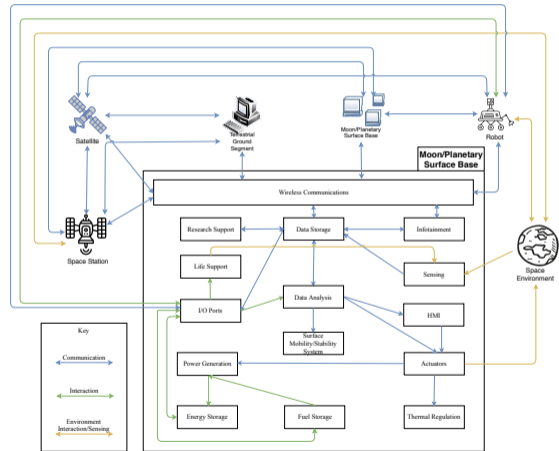 Satellite
Terrestrial
Ground
Segment
Moon/Planetary
Surface Base
Robot
Moon/Planetary
Surface Base
Wireless Communications
Space Station
Research Support
Data Storage
Infotainment
Life Support
Sensing
Space
Environment
I/O Ports
Data Analysis
HMI
Surface
Mobility/Stability
System
Power Generation
Actuators
Energy Storage
Fuel Storage
Thermal Regulation
Key
Communication
Interaction
Environment
Interaction/Sensing